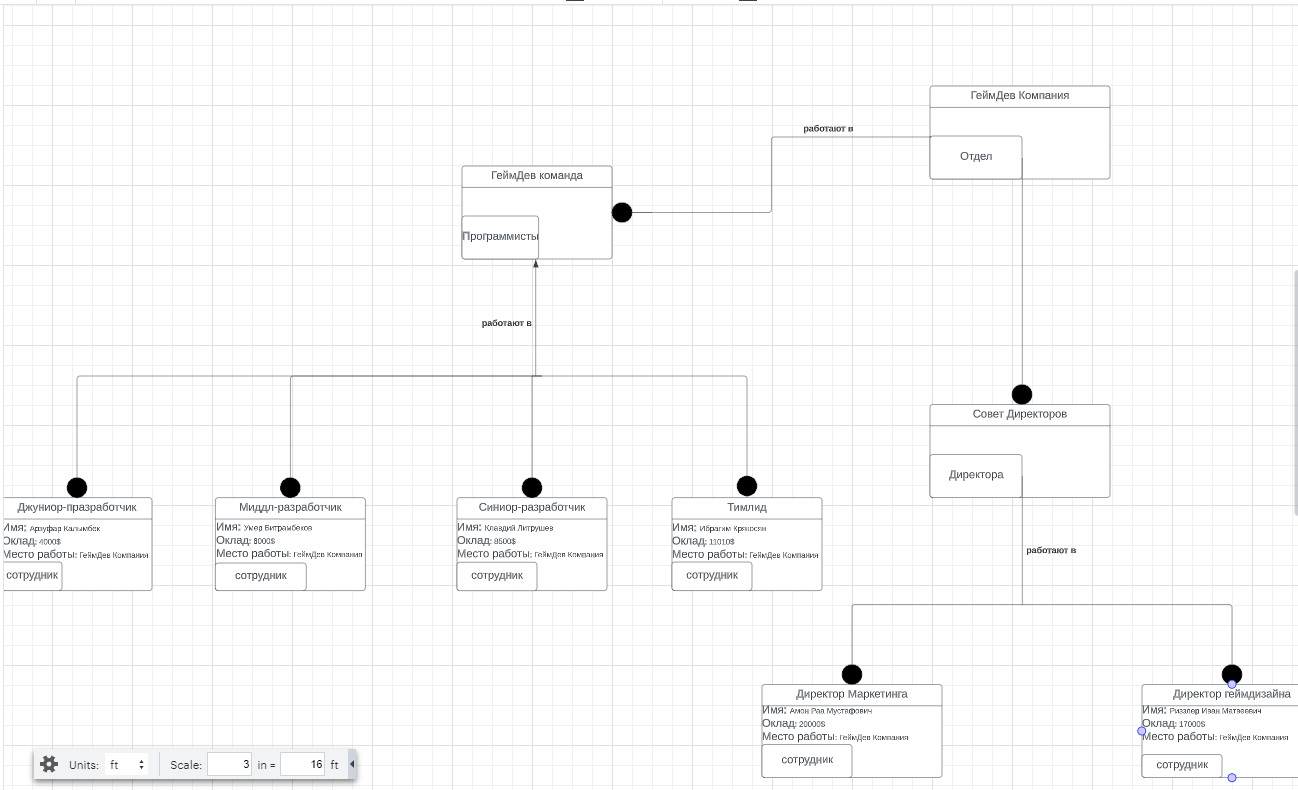 ГеймДев Компания
работают в
Отдел
ГеймДев команда
Программисты
работают в
Совет Директоров
Директора
работают в
Джуниор-празработчик
Имя: Арзуфар Калымбек
Оклад: 4000$
Место работы: ГеймДев Компания
сотрудник
Миддл-разработчик
Имя: Умер Битрамбеков
Оклад: 8000$
Место работы: ГеймДев Компания
сотрудник
Синиор-разработчик
Имя: Клавдий Литрушев
Оклад: 8500$
Место работы: ГеймДев Компания
сотрудник
Тимлид
Имя: Ибрагим Крякосян
Оклад: 11010$
Место работы: ГеймДев Компания
сотрудник
Директор Маркетинга
Имя: Амон Раа Мустафович
Оклад: 20000$
Место работы: ГеймДев Компания
сотрудник
Директор геймдизайна
Имя: Риззлер Иван Матвеевич
Оклад: 17000$
Место работы: ГеймДев Компания
сотрудник
Units: ft Scale: 3 in = 16 ft